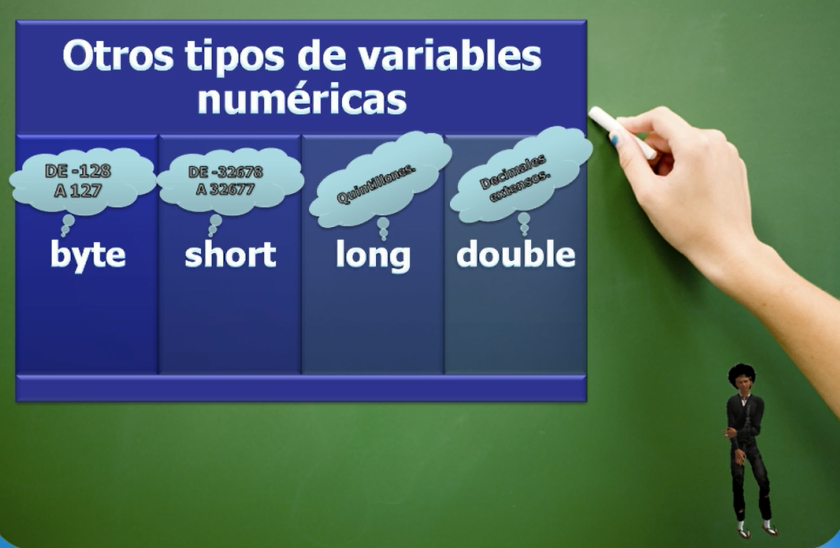 Otros tipos de variables
numéricas
DE -128
A 127
DE -32678
A 32677
Quintillones.
Decimales
extensos.
byte
short
long
double